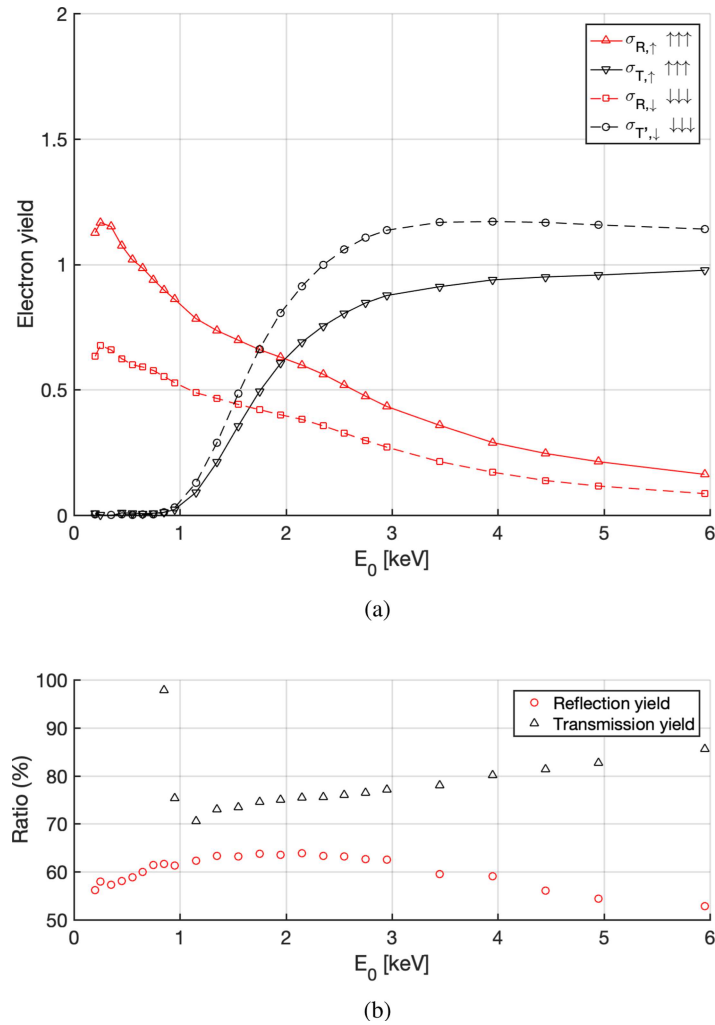 2
1.5
1
0.5
0
Electron yield
σR,↑ ↑↑↑
σT,↑ ↑↑↑
σR,↓ ↓↓↓
σT',↓ ↓↓↓
0 1 2 3 4 5 6
E0 [keV]
(a)
100
90
80
70
60
50
Ratio (%)
Reflection yield
Transmission yield
0 1 2 3 4 5 6
E0 [keV]
(b)